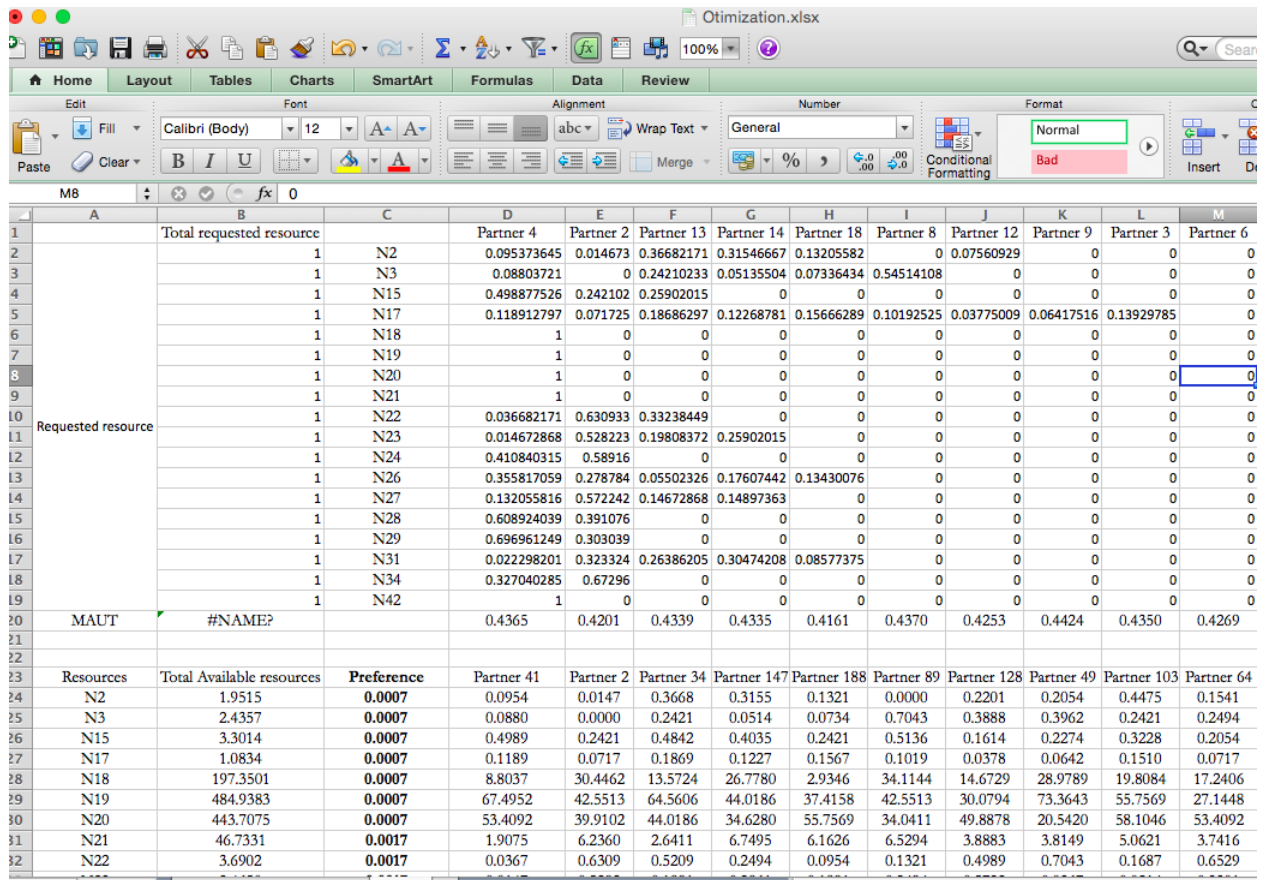 Otimization.xlsx
100%
Home Layout Tables Charts SmartArt Formulas Data Review
Edit Font Alignment Number Format
Fill Calibri (Body) 12 A A abc Wrap Text General Normal
Paste Clear B I U A Merge % Conditional Formatting Bad Insert
M8 fx 0
A B C D E F G H I J K L M
1 Total requested resource Partner 4 Partner 2 Partner 13 Partner 14 Partner 18 Partner 8 Partner 12 Partner 9 Partner 3 Partner 6
2 1 N2 0.095373645 0.014673 0.36682171 0.31546667 0.13205582 0 0.07560929 0 0 0
3 1 N3 0.08803721 0 0.24210233 0.05135504 0.07336434 0.54514108 0 0 0 0
4 1 N15 0.498877526 0.242102 0.25902015 0 0 0 0 0 0 0
5 1 N17 0.118912797 0.071725 0.18686297 0.12268781 0.15666289 0.10192525 0.03775009 0.06417516 0.13929785 0
6 1 N18 1 0 0 0 0 0 0 0 0 0
7 1 N19 1 0 0 0 0 0 0 0 0 0
8 1 N20 1 0 0 0 0 0 0 0 0 0
9 1 N21 1 0 0 0 0 0 0 0 0 0
10 1 N22 0.036682171 0.630933 0.33238449 0 0 0 0 0 0 0
11 Requested resource 1 N23 0.014672868 0.528223 0.19808372 0.25902015 0 0 0 0 0 0
12 1 N24 0.410840315 0.58916 0 0 0 0 0 0 0 0
13 1 N26 0.355817059 0.278784 0.05502326 0.17607442 0.13430076 0 0 0 0 0
14 1 N27 0.132055816 0.572242 0.14672868 0.14897363 0 0 0 0 0 0
15 1 N28 0.608924039 0.391076 0 0 0 0 0 0 0 0
16 1 N29 0.696961249 0.303039 0 0 0 0 0 0 0 0
17 1 N31 0.022298201 0.323324 0.26386205 0.30474208 0.08577375 0 0 0 0 0
18 1 N34 0.327040285 0.67296 0 0 0 0 0 0 0 0
19 1 N42 1 0 0 0 0 0 0 0 0 0
20 MAUT #NAME? 0.4365 0.4201 0.4339 0.4335 0.4161 0.4370 0.4253 0.4424 0.4350 0.4269
21
22
23 Resources Total Available resources Preference Partner 41 Partner 2 Partner 34 Partner 147 Partner 188 Partner 89 Partner 128 Partner 49 Partner 103 Partner 64
24 N2 1.9515 0.0007 0.0954 0.0147 0.3668 0.3155 0.1321 0.0000 0.2201 0.2054 0.4475 0.1541
25 N3 2.4357 0.0007 0.0880 0.0000 0.2421 0.0514 0.0734 0.7043 0.3888 0.3962 0.2421 0.2494
26 N15 3.3014 0.0007 0.4989 0.2421 0.4842 0.4035 0.2421 0.5136 0.1614 0.2274 0.3228 0.2054
27 N17 1.0834 0.0007 0.1189 0.0717 0.1869 0.1227 0.1567 0.1019 0.0378 0.0642 0.1510 0.0717
28 N18 197.3501 0.0007 8.8037 30.4462 13.5724 26.7780 2.9346 34.1144 14.6729 28.9789 19.8084 17.2406
29 N19 484.9383 0.0007 67.4952 42.5513 64.5606 44.0186 37.4158 42.5513 30.0794 73.3643 55.7569 27.1448
30 N20 443.7075 0.0007 53.4092 39.9102 44.0186 34.6280 55.7569 34.0411 49.8878 20.5420 58.1046 53.4092
31 N21 46.7331 0.0017 1.9075 6.2360 2.6411 6.7495 6.1626 6.5294 3.8883 3.8149 5.0621 3.7416
32 N22 3.6902 0.0017 0.0367 0.6309 0.5209 0.2494 0.0954 0.1321 0.4989 0.7043 0.1687 0.6529